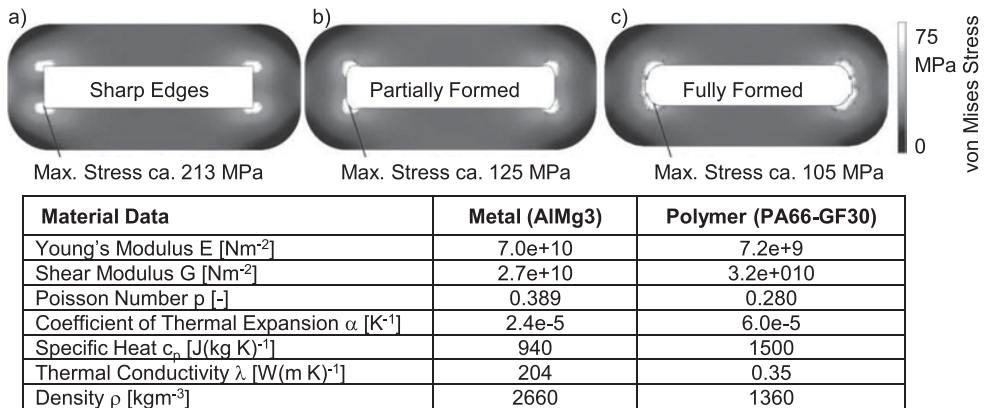 a) b) c)
Sharp Edges Partially Formed Fully Formed
75
MPa
0
von Mises Stress
Max. Stress ca. 213 MPa Max. Stress ca. 125 MPa Max. Stress ca. 105 MPa
Material Data Metal (AlMg3) Polymer (PA66-GF30)
Young's Modulus E [Nm⁻²] 7.0e+10 7.2e+9
Shear Modulus G [Nm⁻²] 2.7e+10 3.2e+010
Poisson Number p [-] 0.389 0.280
Coefficient of Thermal Expansion α [K⁻¹] 2.4e-5 6.0e-5
Specific Heat cₚ [J(kg K)⁻¹] 940 1500
Thermal Conductivity λ [W(m K)⁻¹] 204 0.35
Density ρ [kgm⁻³] 2660 1360